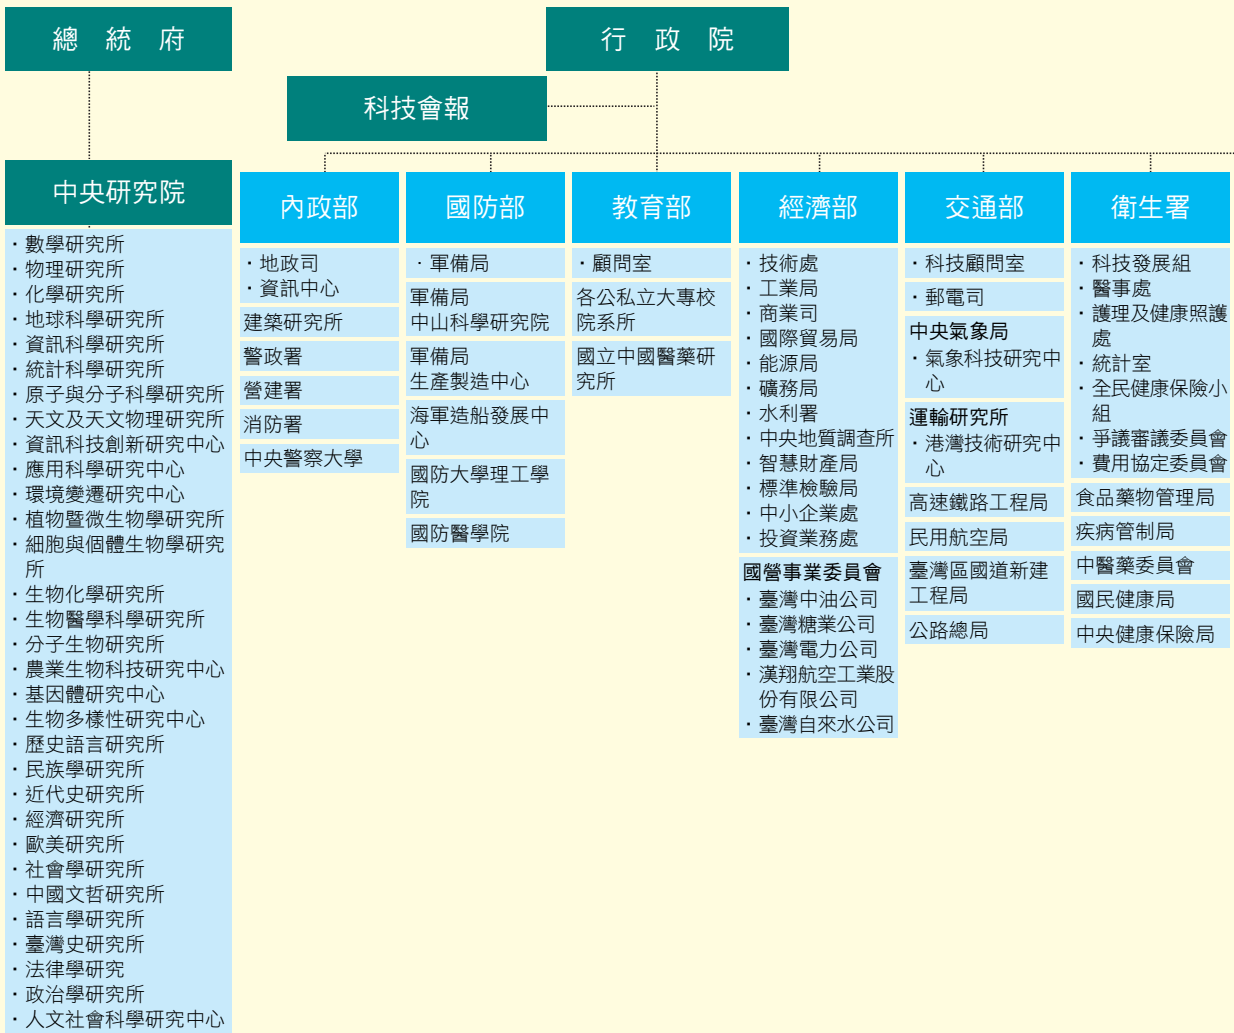 總統府
行政院
科技會報
中央研究院
・數學研究所
・物理研究所
・化學研究所
・地球科學研究所
・資訊科學研究所
・統計科學研究所
・原子與分子科學研究所
・天文及天文物理研究所
・資訊科技創新研究中心
・應用科學研究中心
・環境變遷研究中心
・植物暨微生物學研究所
・細胞與個體生物學研究
所
・生物化學研究所
・生物醫學科學研究所
・分子生物研究所
・農業生物科技研究中心
・基因體研究中心
・生物多樣性研究中心
・歷史語言研究所
・民族學研究所
・近代史研究所
・經濟研究所
・歐美研究所
・社會學研究所
・中國文哲研究所
・語言學研究所
・臺灣史研究所
・法律學研究
・政治學研究所
・人文社會科學研究中心
內政部
・地政司
・資訊中心
建築研究所
警政署
營建署
消防署
中央警察大學
國防部
・軍備局
軍備局
中山科學研究院
軍備局
生產製造中心
海軍造船發展中
心
國防大學理工學
院
國防醫學院
教育部
・顧問室
各公私立大專校
院系所
國立中國醫藥研
究所
經濟部
・技術處
・工業局
・商業司
・國際貿易局
・能源局
・礦務局
・水利署
・中央地質調查所
・智慧財產局
・標準檢驗局
・中小企業處
・投資業務處
國營事業委員會
・臺灣中油公司
・臺灣糖業公司
・臺灣電力公司
・漢翔航空工業股
份有限公司
・臺灣自來水公司
交通部
・科技顧問室
・郵電司
中央氣象局
・氣象科技研究中
心
運輸研究所
・港灣技術研究中
心
高速鐵路工程局
民用航空局
臺灣區國道新建
工程局
公路總局
衛生署
・科技發展組
・醫事處
・護理及健康照護
處
・統計室
・全民健康保險小
組
・爭議審議委員會
・費用協定委員會
食品藥物管理局
疾病管制局
中醫藥委員會
國民健康局
中央健康保險局